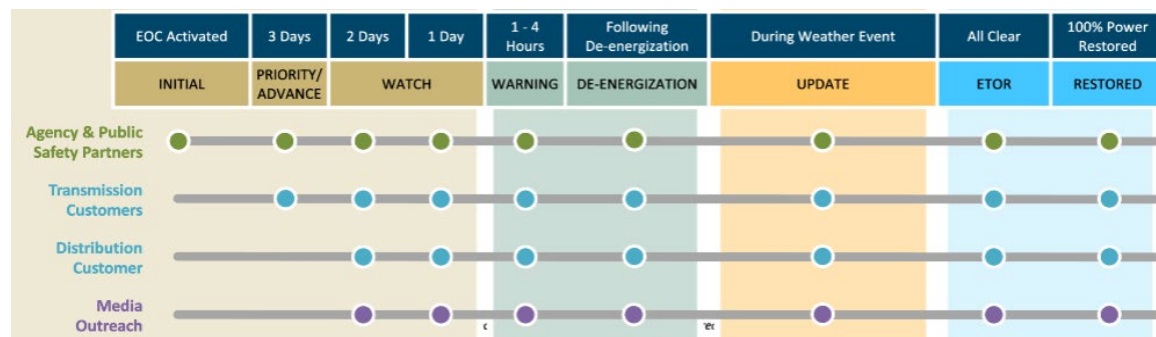 EOC Activated
3 Days
2 Days
1 Day
1 - 4
Hours
Following
De-energization
During Weather Event
All Clear
100% Power
Restored
INITIAL
PRIORITY/
ADVANCE
WATCH
WARNING
DE-ENERGIZATION
UPDATE
ETOR
RESTORED
Agency & Public
Safety Partners
Transmission
Customers
Distribution
Customer
Media
Outreach